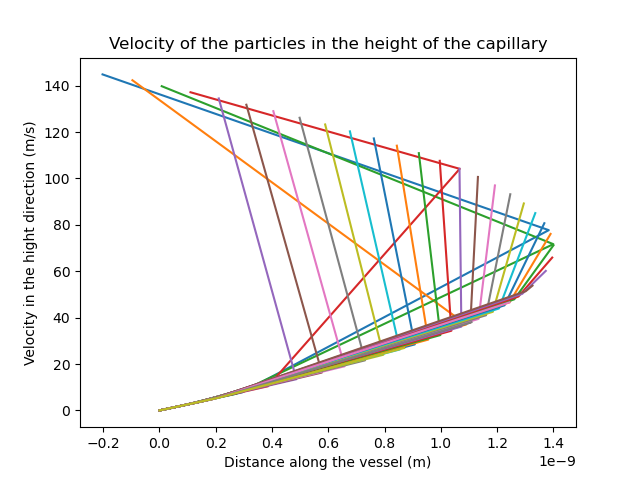 Velocity of the particles in the height of the capillary
Velocity in the hight direction (m/s)
140
120
100
80
60
40
20
0
−0.2 0.0 0.2 0.4 0.6 0.8 1.0 1.2 1.4
1e−9
Distance along the vessel (m)